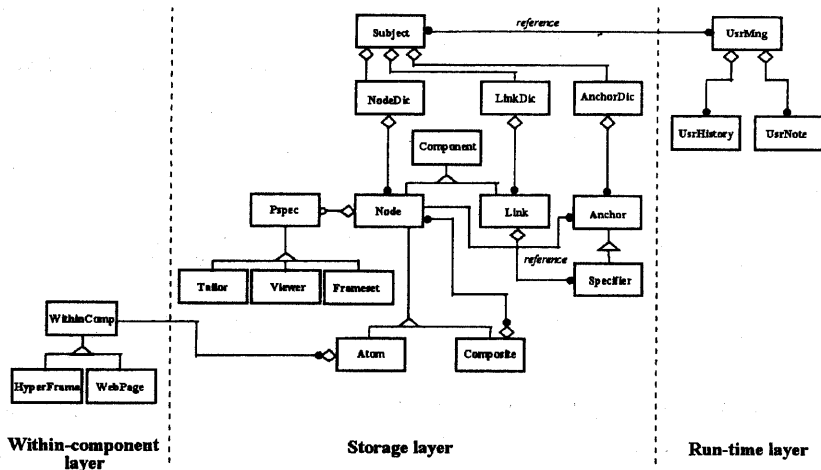 Subject
reference
UsrMng
NodeDic
LinkDic
AnchorDic
UsrHistory
UsrNote
Component
Pspec
Node
Link
Anchor
reference
Tailor
Viewer
Frameset
Specifier
WithinComp
Atom
Composite
HyperFrama
WebPage
Within-component
layer
Storage layer
Run-time layer